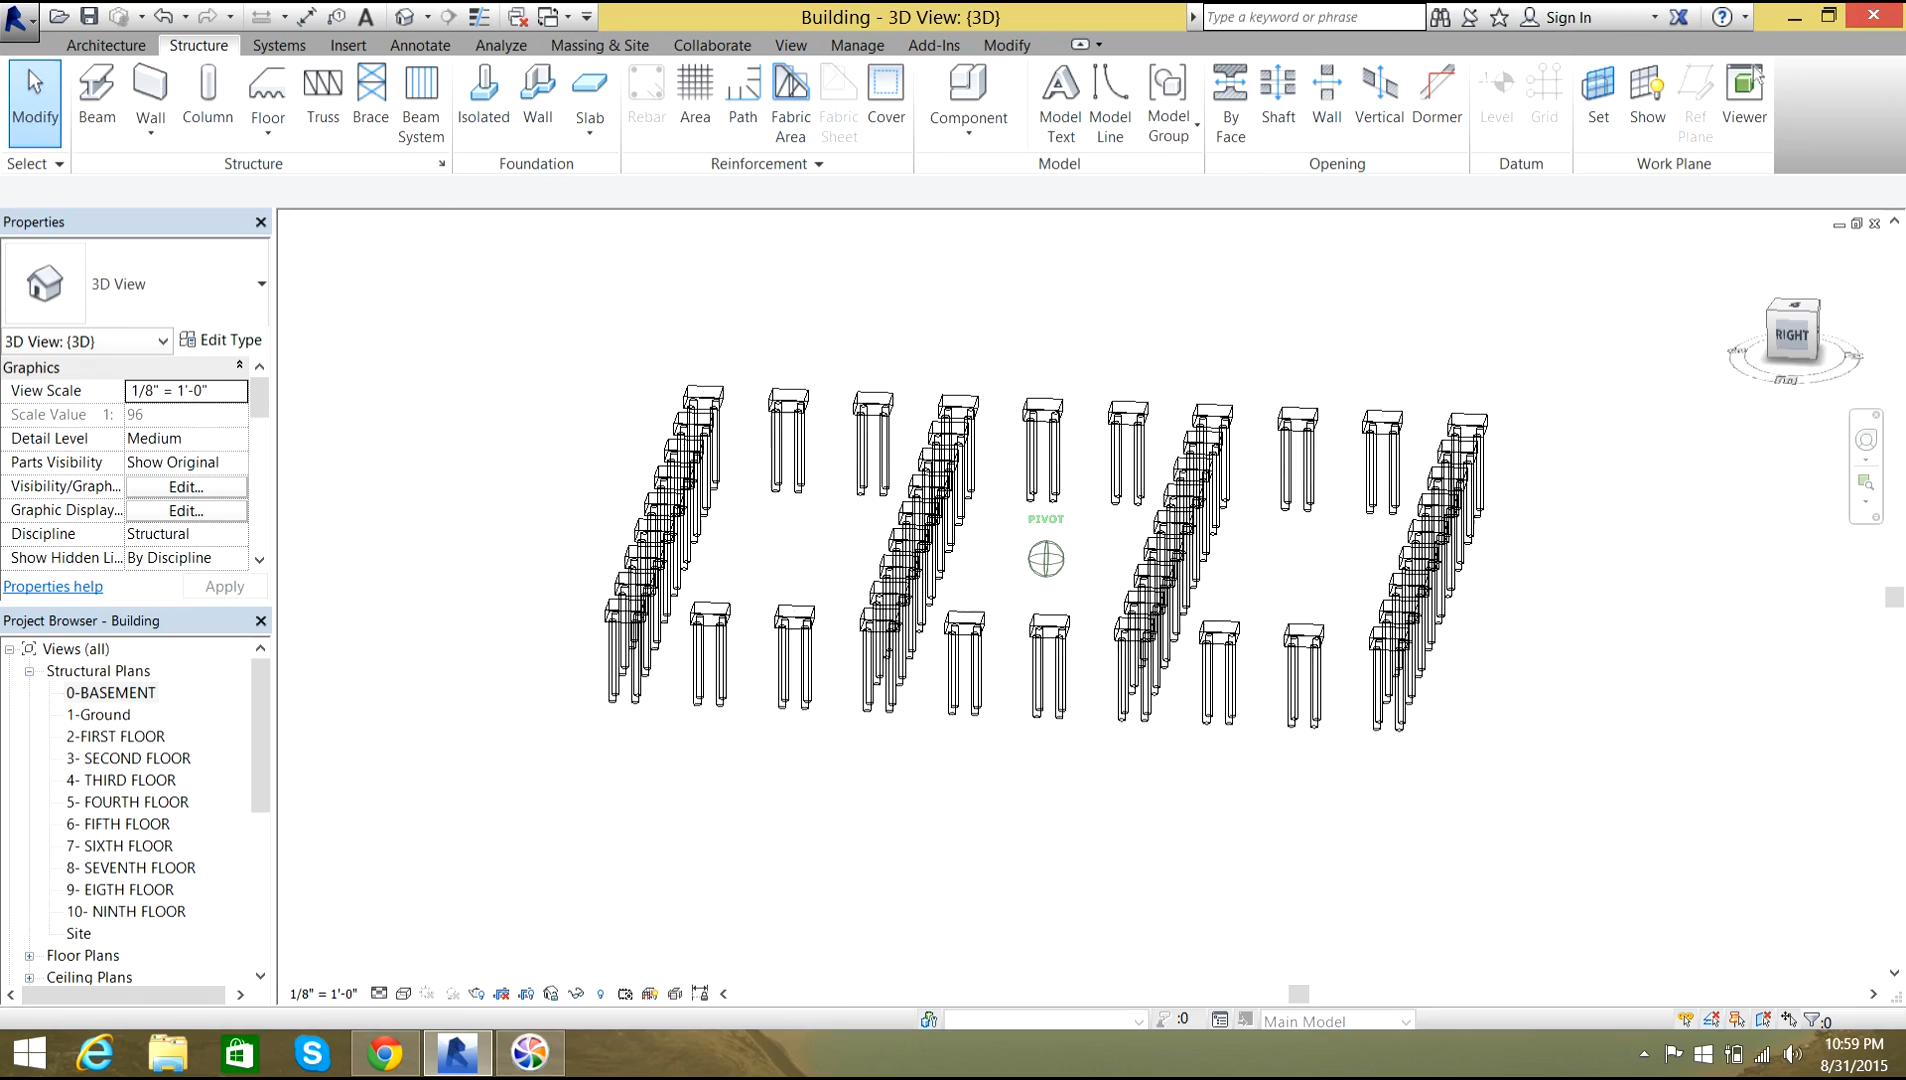 Building - 3D View: {3D}
Type a keyword or phrase
Sign In
Architecture Structure Systems Insert Annotate Analyze Massing & Site Collaborate View Manage Add-Ins Modify
Modify
Beam
Wall
Column
Floor
Truss
Brace
Beam
System
Isolated
Wall
Slab
Rebar
Area
Path
Fabric
Area
Fabric
Sheet
Cover
Component
Model
Text
Model
Line
Model
Group
By
Face
Shaft
Wall
Vertical
Dormer
Level
Grid
Set
Show
Ref
Plane
Viewer
Select
Structure
Foundation
Reinforcement
Model
Opening
Datum
Work Plane
Properties
3D View
3D View: {3D}
Edit Type
Graphics
View Scale 1/8" = 1'-0"
Scale Value 1: 96
Detail Level Medium
Parts Visibility Show Original
Visibility/Graph... Edit...
Graphic Display... Edit...
Discipline Structural
Show Hidden Li... By Discipline
Properties help
Apply
Project Browser - Building
Views (all)
Structural Plans
0-BASEMENT
1-Ground
2-FIRST FLOOR
3- SECOND FLOOR
4- THIRD FLOOR
5- FOURTH FLOOR
6- FIFTH FLOOR
7- SIXTH FLOOR
8- SEVENTH FLOOR
9- EIGTH FLOOR
10- NINTH FLOOR
Site
Floor Plans
Ceiling Plans
PIVOT
RIGHT
1/8" = 1'-0"
:0
Main Model
:0
10:59 PM
8/31/2015